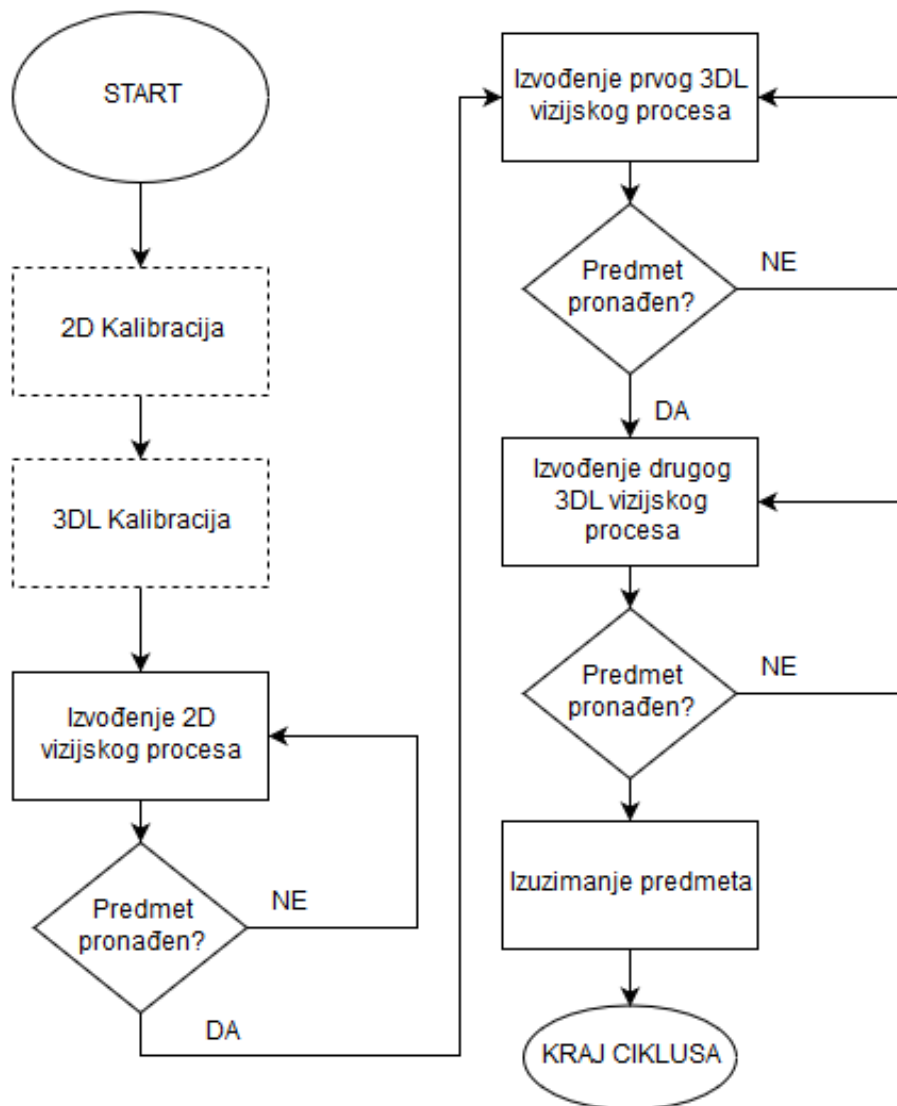 START
2D Kalibracija
3DL Kalibracija
Izvođenje 2D
vizijskog procesa
Predmet
pronađen?
NE
DA
Izvođenje prvog 3DL
vizijskog procesa
Predmet
pronađen?
NE
DA
Izvođenje drugog
3DL vizijskog
procesa
Predmet
pronađen?
NE
Izuzimanje predmeta
KRAJ CIKLUSA